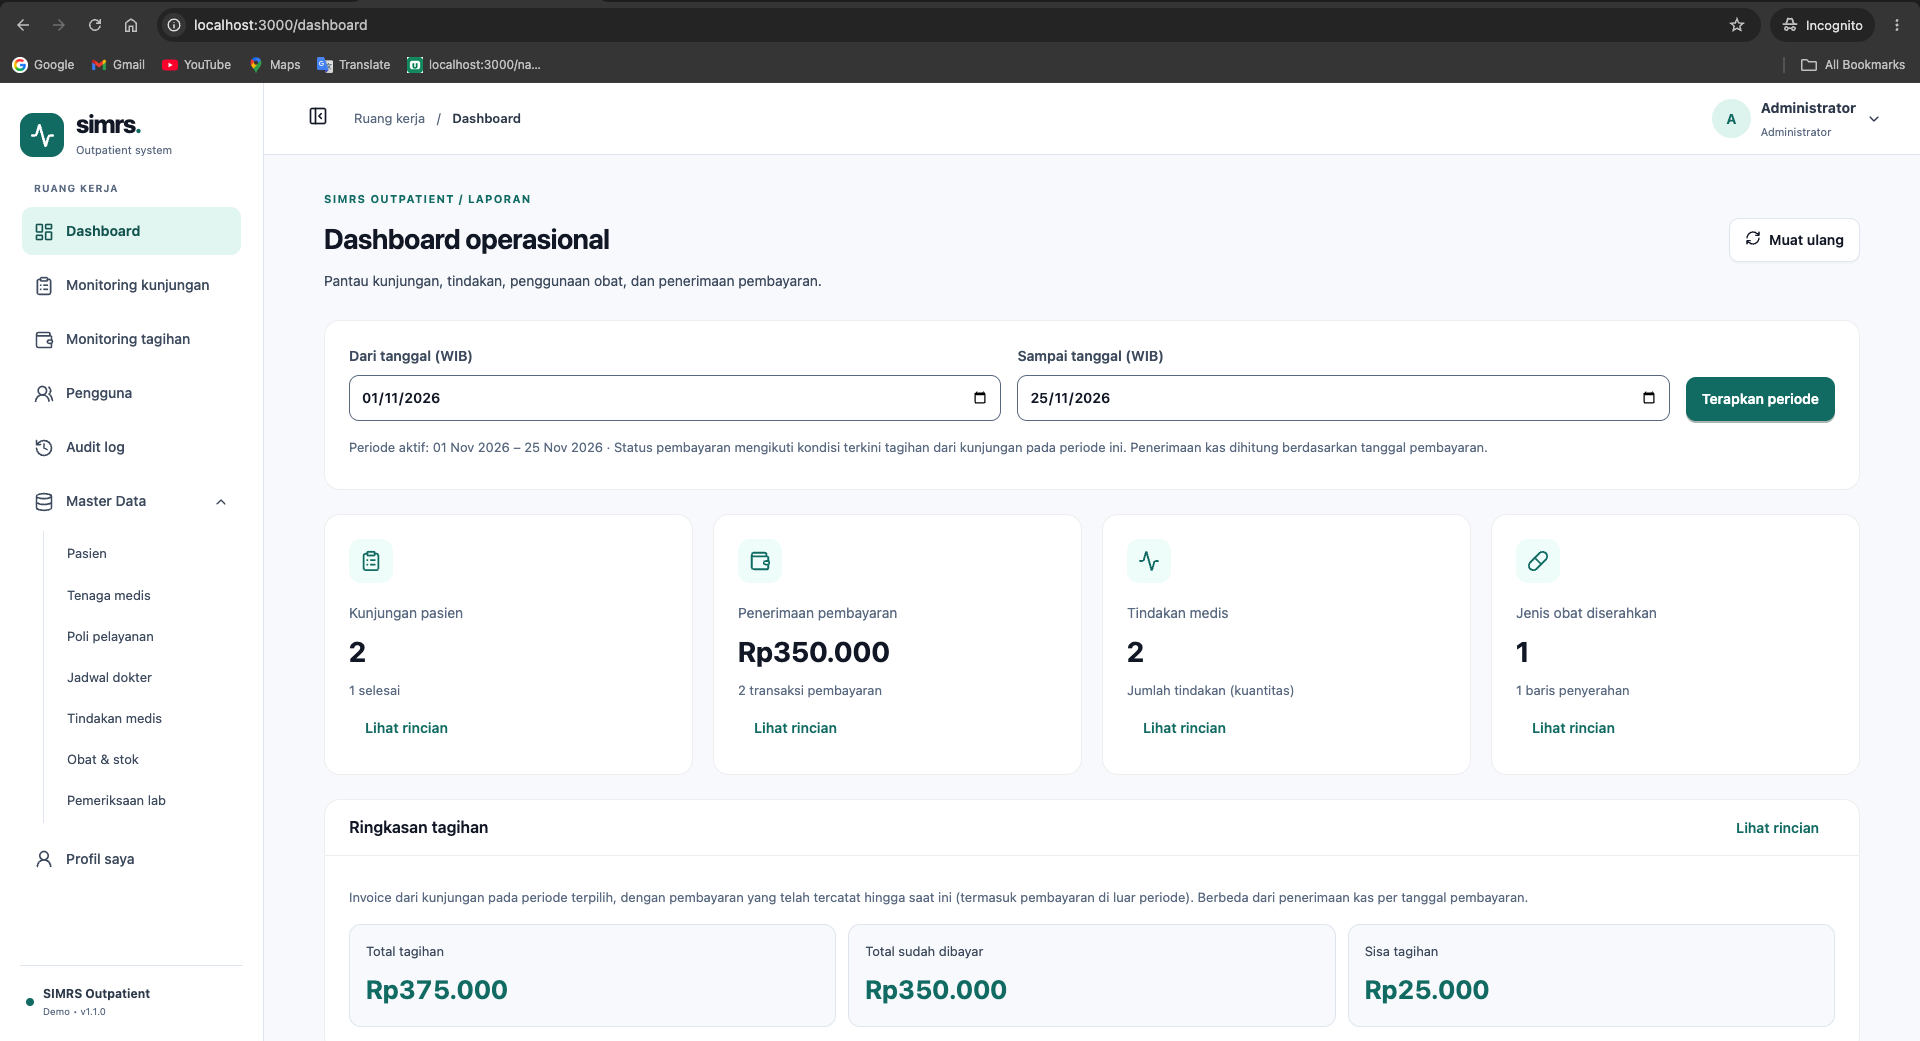 localhost:3000/dashboard
Incognito
Google
Gmail
YouTube
Maps
Translate
localhost:3000/na...
All Bookmarks
simrs.
Outpatient system
RUANG KERJA
Dashboard
Monitoring kunjungan
Monitoring tagihan
Pengguna
Audit log
Master Data
Pasien
Tenaga medis
Poli pelayanan
Jadwal dokter
Tindakan medis
Obat & stok
Pemeriksaan lab
Profil saya
SIMRS Outpatient
Demo • v1.1.0
Ruang kerja / Dashboard
A
Administrator
Administrator
SIMRS OUTPATIENT / LAPORAN
Dashboard operasional
Muat ulang
Pantau kunjungan, tindakan, penggunaan obat, dan penerimaan pembayaran.
Dari tanggal (WIB)
01/11/2026
Sampai tanggal (WIB)
25/11/2026
Terapkan periode
Periode aktif: 01 Nov 2026 – 25 Nov 2026 · Status pembayaran mengikuti kondisi terkini tagihan dari kunjungan pada periode ini. Penerimaan kas dihitung berdasarkan tanggal pembayaran.
Kunjungan pasien
2
1 selesai
Lihat rincian
Penerimaan pembayaran
Rp350.000
2 transaksi pembayaran
Lihat rincian
Tindakan medis
2
Jumlah tindakan (kuantitas)
Lihat rincian
Jenis obat diserahkan
1
1 baris penyerahan
Lihat rincian
Ringkasan tagihan
Lihat rincian
Invoice dari kunjungan pada periode terpilih, dengan pembayaran yang telah tercatat hingga saat ini (termasuk pembayaran di luar periode). Berbeda dari penerimaan kas per tanggal pembayaran.
Total tagihan
Rp375.000
Total sudah dibayar
Rp350.000
Sisa tagihan
Rp25.000